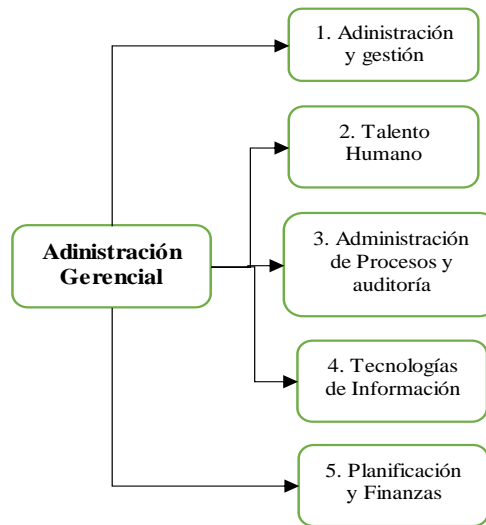 1. Adinistración
y gestión
2. Talento
Humano
Adinistración
Gerencial
3. Administración
de Procesos y
auditoría
4. Tecnologías
de Información
5. Planificación
y Finanzas